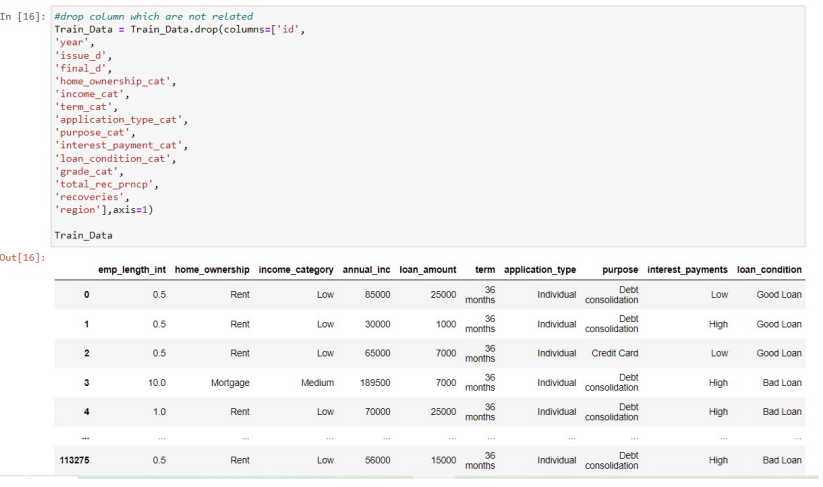 In [16]: #drop column which are not related
Train_Data = Train_Data.drop(columns=['id',
'year',
'issue_d',
'final_d',
'home_ownership_cat',
'income_cat',
'term_cat',
'application_type_cat',
'purpose_cat',
'interest_payment_cat',
'loan_condition_cat',
'grade_cat',
'total_rec_prncp',
'recoveries',
'region'],axis=1)
Train_Data
Out[16]:
emp_length_int home_ownership income_category annual_inc loan_amount term application_type purpose interest_payments loan_condition
0 0.5 Rent Low 85000 25000 36 months Individual Debt consolidation Low Good Loan
1 0.5 Rent Low 30000 1000 36 months Individual Debt consolidation High Good Loan
2 0.5 Rent Low 65000 7000 36 months Individual Credit Card Low Good Loan
3 10.0 Mortgage Medium 189500 7000 36 months Individual Debt consolidation High Bad Loan
4 1.0 Rent Low 70000 25000 36 months Individual Debt consolidation High Bad Loan
... ... ... ... ... ... ... ... ... ... ...
113275 0.5 Rent Low 56000 15000 36 months Individual Debt consolidation High Bad Loan